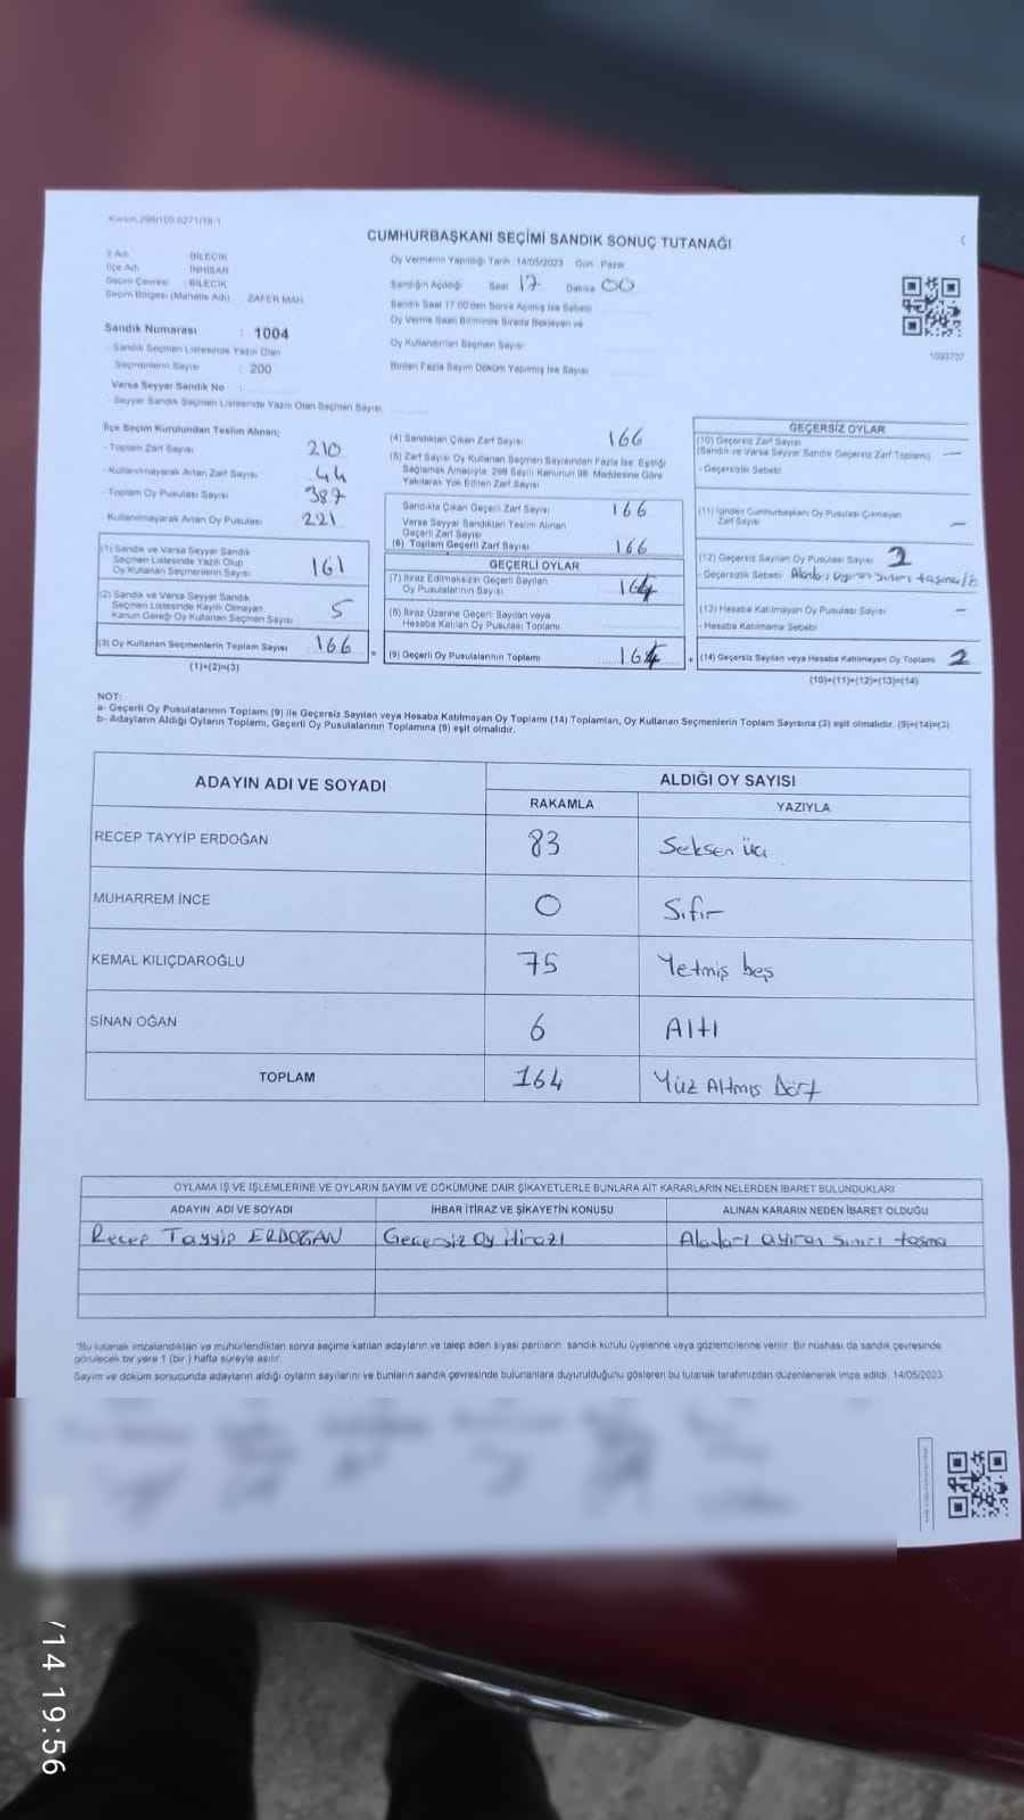 CUMHURBAŞKANI SEÇİMİ SANDIK SONUÇ TUTANAĞI
İl Adı BİLECİK
İlçe Adı İNHİSAR
Seçim Çevresi BİLECİK
Seçim Bölgesi (Mahalle Adı) ZAFER MAH
Sandık Numarası : 1004
Sandık Seçmen Listesinde Yazılı Olan
Seçmenlerin Sayısı : 200
Varsa Seyyar Sandık No :
Seyyar Sandık Seçmen Listesinde Yazılı Olan Seçmen Sayısı
Oy Vermenin Yapıldığı Tarih :14/05/2023 Gün : Pazar
Sandığın Açıldığı Saat 17 Dakika 00
Sandık Saat 17.00'den Sonra Açılmış İse Sebebi
Oy Verme Saati Bitiminde Sırada Bekleyen ve
Oy Kullandırılan Seçmen Sayısı
Birden Fazla Sayım Döküm Yapılmış İse Sayısı
1093707
İlçe Seçim Kurulundan Teslim Alınan;
- Toplam Zarf Sayısı 210
- Kullanılmayarak Artan Zarf Sayısı 44
- Toplam Oy Pusulası Sayısı 387
- Kullanılmayarak Artan Oy Pusulası 221
(1) Sandık ve Varsa Seyyar Sandık
Seçmen Listesinde Yazılı Olup
Oy Kullanan Seçmenlerin Sayısı 161
(2) Sandık ve Varsa Seyyar Sandık
Seçmen Listesinde Kayıtlı Olmayan
Kanun Gereği Oy Kullanan Seçmen Sayısı 5
(3) Oy Kullanan Seçmenlerin Toplam Sayısı 166
(1)+(2)=(3)
(4) Sandıktan Çıkan Zarf Sayısı 166
(5) Zarf Sayısı Oy Kullanan Seçmen Sayısından Fazla İse Eşitliği
Sağlamak Amacıyla 298 Sayılı Kanunun 98. Maddesine Göre
Yakılarak Yok Edilen Zarf Sayısı
Sandıkta Çıkan Geçerli Zarf Sayısı 166
Varsa Seyyar Sandıktan Teslim Alınan
Geçerli Zarf Sayısı
(6) Toplam Geçerli Zarf Sayısı 166
GEÇERLİ OYLAR
(7) İtiraz Edilmeksizin Geçerli Sayılan
Oy Pusulalarının Sayısı 164
(8) İtiraz Üzerine Geçerli Sayılan veya
Hesaba Katılan Oy Pusulası Toplamı
(9) Geçerli Oy Pusulalarının Toplamı 164
GEÇERSİZ OYLAR
(10) Geçersiz Zarf Sayısı
(Sandık ve Varsa Seyyar Sandık Geçersiz Zarf Toplamı) —
- Geçersizlik Sebebi
(11) İçinden Cumhurbaşkanı Oy Pusulası Çıkmayan
Zarf Sayısı —
(12) Geçersiz Sayılan Oy Pusulası Sayısı 2
- Geçersizlik Sebebi
(13) Hesaba Katılmayan Oy Pusulası Sayısı —
- Hesaba Katılmama Sebebi
(14) Geçersiz Sayılan veya Hesaba Katılmayan Oy Toplamı 2
(10)+(11)+(12)+(13)=(14)
NOT:
a- Geçerli Oy Pusulalarının Toplamı (9) ile Geçersiz Sayılan veya Hesaba Katılmayan Oy Toplamı (14) Toplamları, Oy Kullanan Seçmenlerin Toplam Sayısına (3) eşit olmalıdır. (9)+(14)=(3)
b- Adayların Aldığı Oyların Toplamı, Geçerli Oy Pusulalarının Toplamına (9) eşit olmalıdır.
ADAYIN ADI VE SOYADI
ALDIĞI OY SAYISI
RAKAMLA YAZIYLA
RECEP TAYYİP ERDOĞAN 83 Seksen üç
MUHARREM İNCE 0 Sıfır
KEMAL KILIÇDAROĞLU 75 Yetmiş beş
SİNAN OĞAN 6 Altı
TOPLAM 164 Yüz Altmış Dört
OYLAMA İŞ VE İŞLEMLERİNE VE OYLARIN SAYIM VE DÖKÜMÜNE DAİR ŞİKAYETLERLE BUNLARA AİT KARARLARIN NELERDEN İBARET BULUNDUKLARI
ADAYIN ADI VE SOYADI İHBAR İTİRAZ VE ŞİKAYETİN KONUSU ALINAN KARARIN NEDEN İBARET OLDUĞU
Recep Tayyip ERDOĞAN Geçersiz Oy itirazı Alanları ayıran sınırı taşma
*Bu tutanak imzalandıktan ve mühürlendikten sonra seçime katılan adayların ve talep eden siyasi partilerin sandık kurulu üyelerine veya gözlemcilerine verilir. Bir nüshası da sandık çevresinde
görülecek bir yere 1 (bir) hafta süreyle asılır.
Sayım ve döküm sonucunda adayların aldığı oyların sayılarını ve bunların sandık çevresinde bulunanlara duyurulduğunu gösteren bu tutanak tarafımızdan düzenlenerek imza edildi. 14/05/2023
/14 19:56